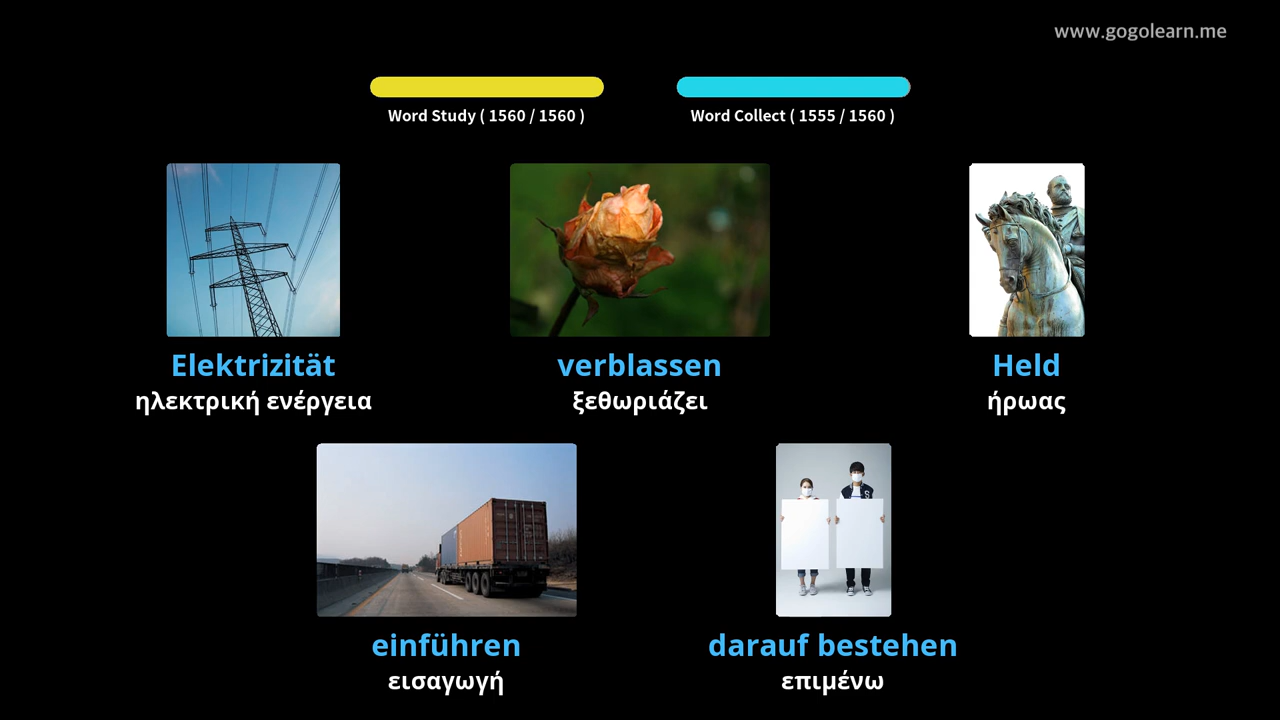 www.gogolearn.me
Word Study ( 1560 / 1560 )
Word Collect ( 1555 / 1560 )
Elektrizität
ηλεκτρική ενέργεια
verblassen
ξεθωριάζει
Held
ήρωας
einführen
εισαγωγή
darauf bestehen
επιμένω